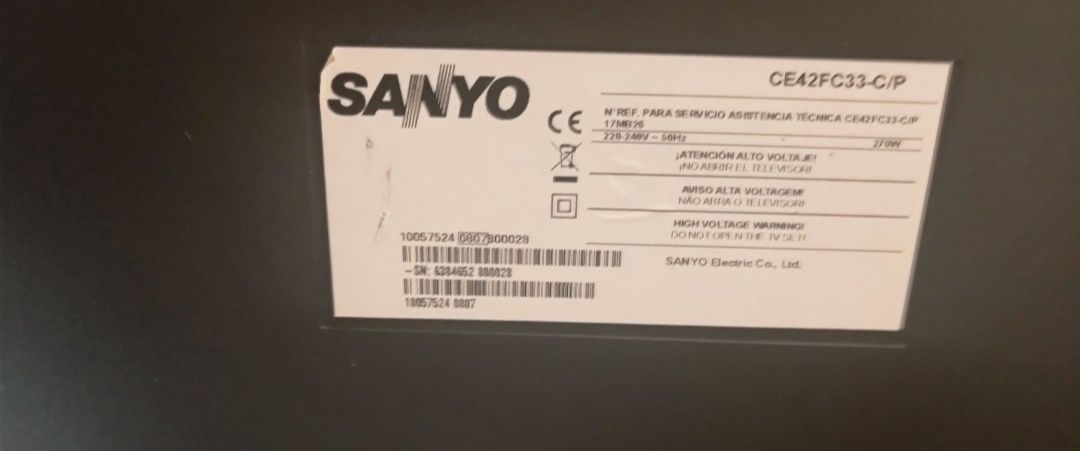 SANYO
CE42FC33-C/P
CE
N°REF. PARA SERVICIO ASISTENCIA TÉCNICA CE42FC33-C/P
17MB26
220-240V ~ 50Hz 270W
¡ATENCIÓN ALTO VOLTAJE!
¡NO ABRIR EL TELEVISOR!
AVISO ALTA VOLTAGEM!
NÃO ABRA O TELEVISOR!
HIGH VOLTAGE WARNING!
DO NOT OPEN THE TV SET!
SANYO Electric Co., Ltd.
10057524 0807 800028
-SN: 6384652 800028
10057524 0807